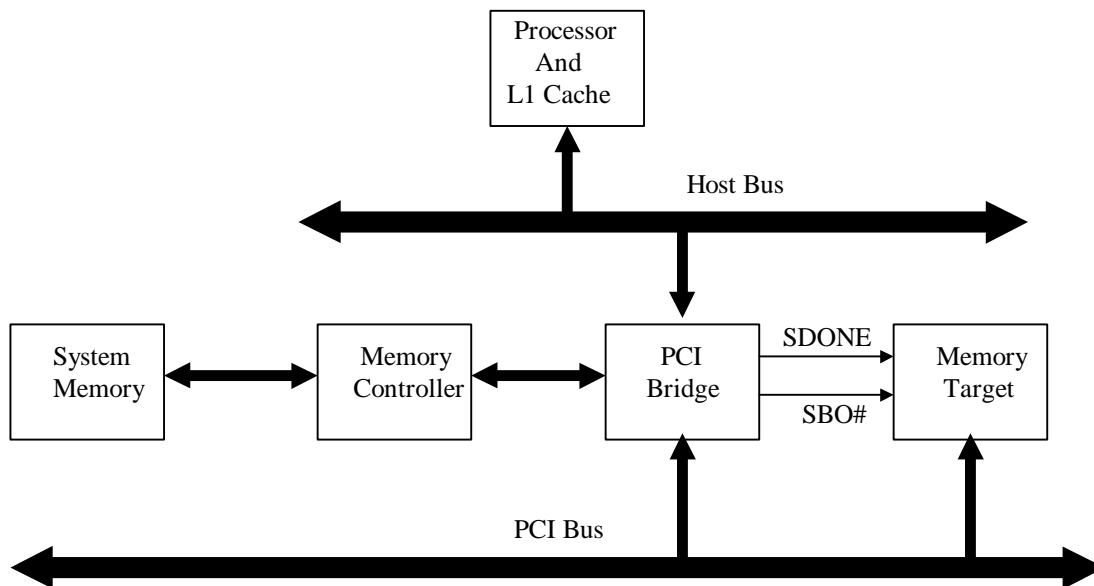 Processor
And
L1 Cache
Host Bus
System
Memory
Memory
Controller
PCI
Bridge
SDONE
SBO#
Memory
Target
PCI Bus